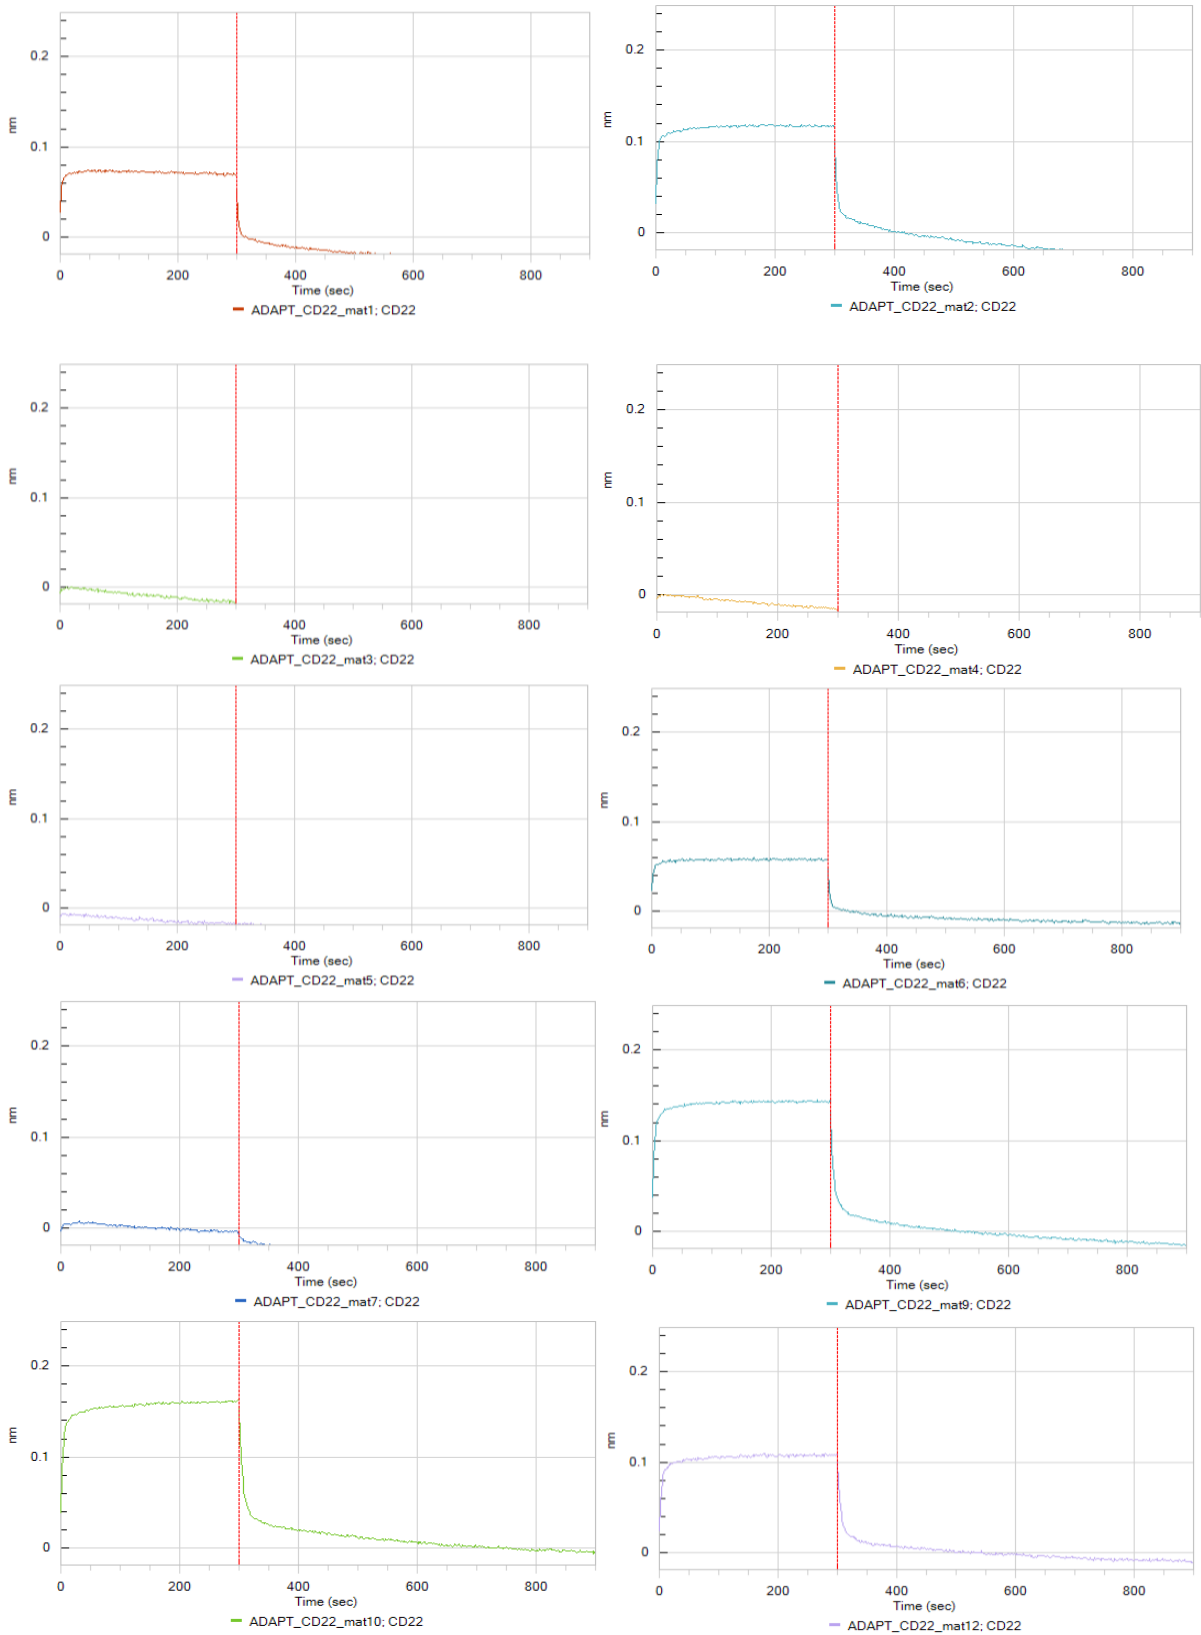 0.2
0.1
0
nm
0 200 400 600 800
Time (sec)
ADAPT_CD22_mat1; CD22
0.2
0.1
0
nm
0 200 400 600 800
Time (sec)
ADAPT_CD22_mat2; CD22
0.2
0.1
0
nm
0 200 400 600 800
Time (sec)
ADAPT_CD22_mat3; CD22
0.2
0.1
0
nm
0 200 400 600 800
Time (sec)
ADAPT_CD22_mat4; CD22
0.2
0.1
0
nm
0 200 400 600 800
Time (sec)
ADAPT_CD22_mat5; CD22
0.2
0.1
0
nm
0 200 400 600 800
Time (sec)
ADAPT_CD22_mat6; CD22
0.2
0.1
0
nm
0 200 400 600 800
Time (sec)
ADAPT_CD22_mat7; CD22
0.2
0.1
0
nm
0 200 400 600 800
Time (sec)
ADAPT_CD22_mat9; CD22
0.2
0.1
0
nm
0 200 400 600 800
Time (sec)
ADAPT_CD22_mat10; CD22
0.2
0.1
0
nm
0 200 400 600 800
Time (sec)
ADAPT_CD22_mat12; CD22